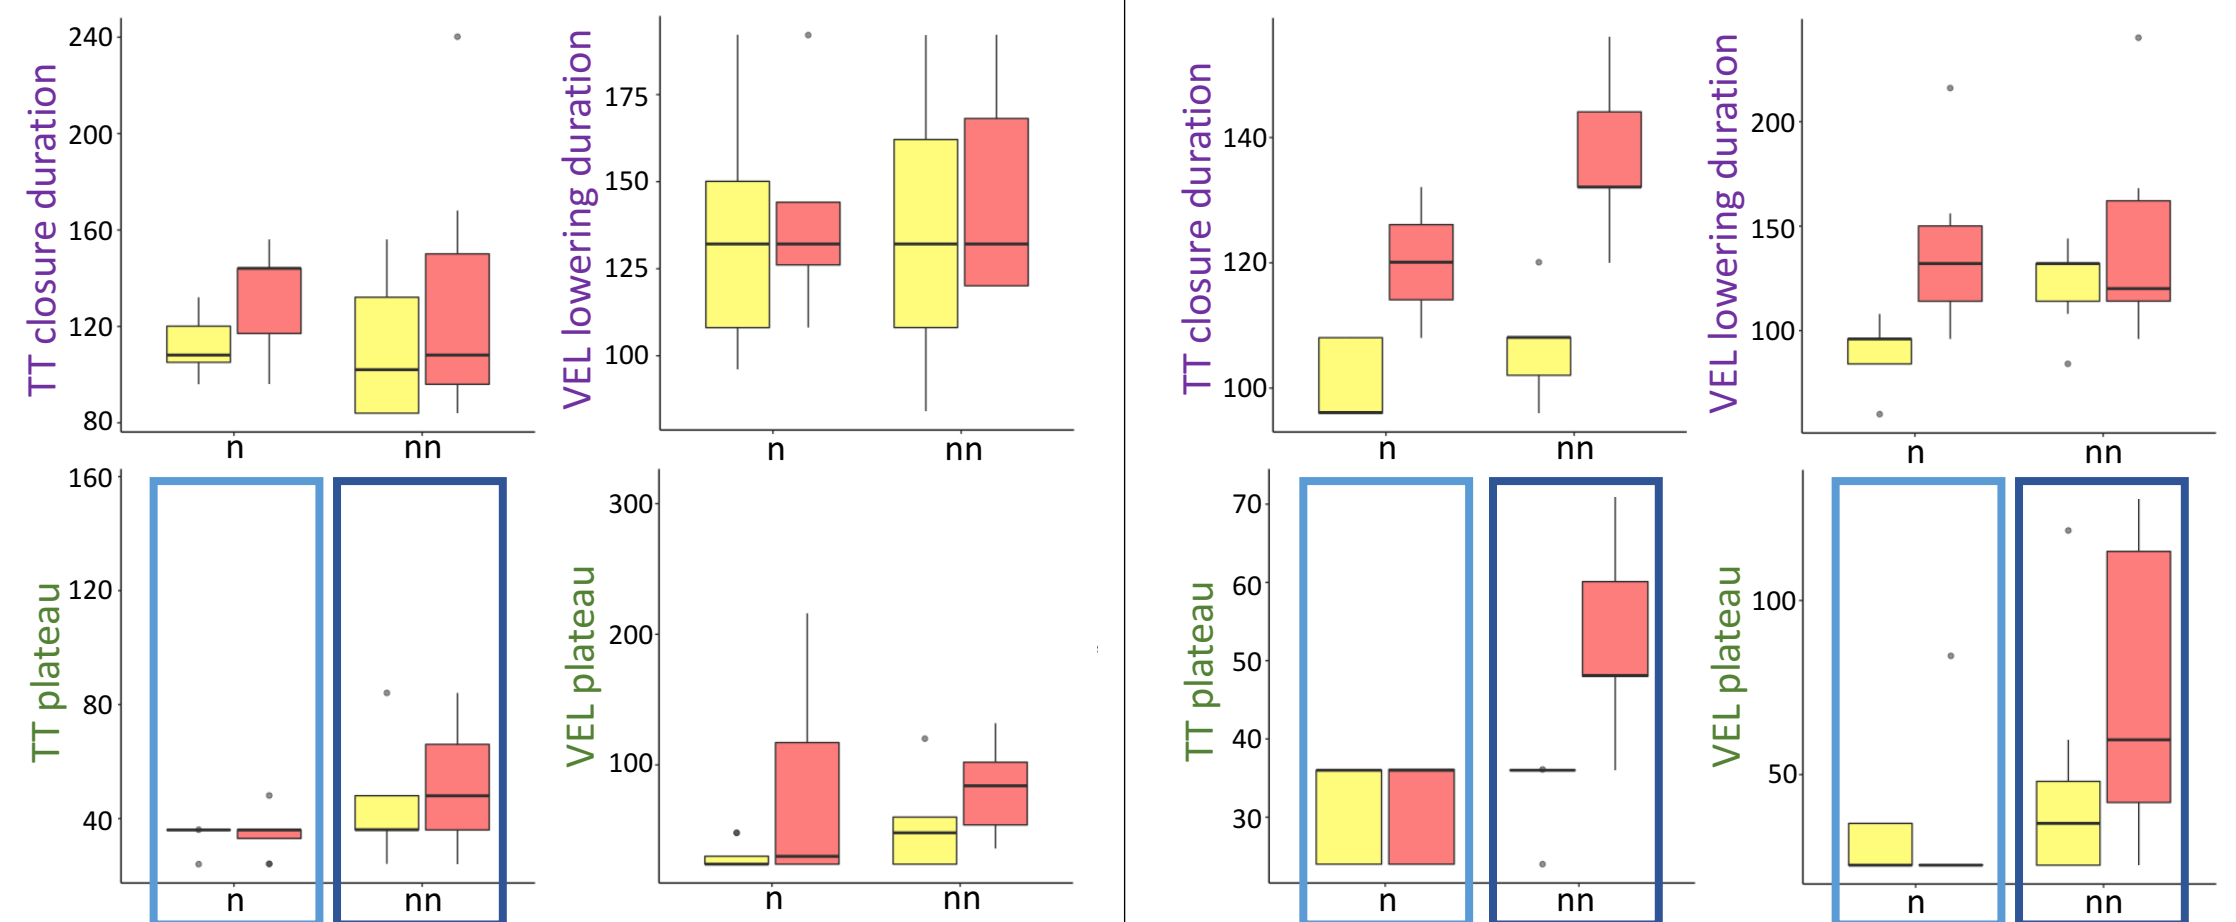 TT closure duration
240
200
160
120
80
n
nn
VEL lowering duration
175
150
125
100
n
nn
TT closure duration
140
120
100
n
nn
VEL lowering duration
200
150
100
n
nn
TT plateau
160
120
80
40
n
nn
VEL plateau
300
200
100
n
nn
TT plateau
70
60
50
40
30
n
nn
VEL plateau
100
50
n
nn